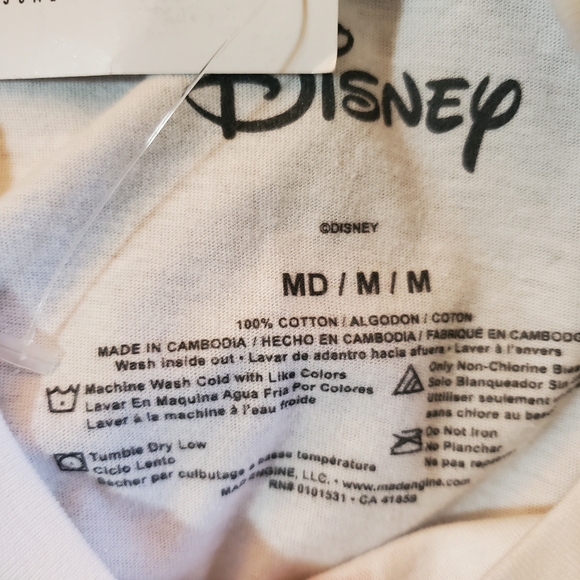 DISNEY
©DISNEY
MD / M / M
100% COTTON / ALGODON / COTON
MADE IN CAMBODIA / HECHO EN CAMBODIA / FABRIQUÉ EN CAMBODG
Wash inside out • Lavar de adentro hacia afuera • Laver à l'envers
Machine Wash Cold with Like Colors
Lavar En Maquina Agua Fria Por Colores
Laver à la machine à l'eau froide
Only Non-Chlorine
Solo Blanqueador Sin
Utiliser seulement
sans chlore au
Do Not Iron
No Planchar
Ne pas
Tumble Dry Low
Ciclo Lento
Sécher par culbutage à basse température
MAD ENGINE, LLC. • www.madengine.com
RN# 0101531 • CA 41859